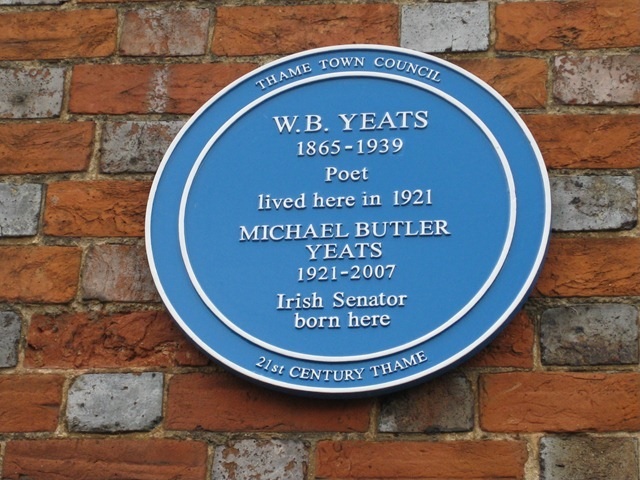 THAME TOWN COUNCIL
W.B. YEATS
1865-1939
Poet
lived here in 1921
MICHAEL BUTLER
YEATS
1921-2007
Irish Senator
born here
21st CENTURY THAME